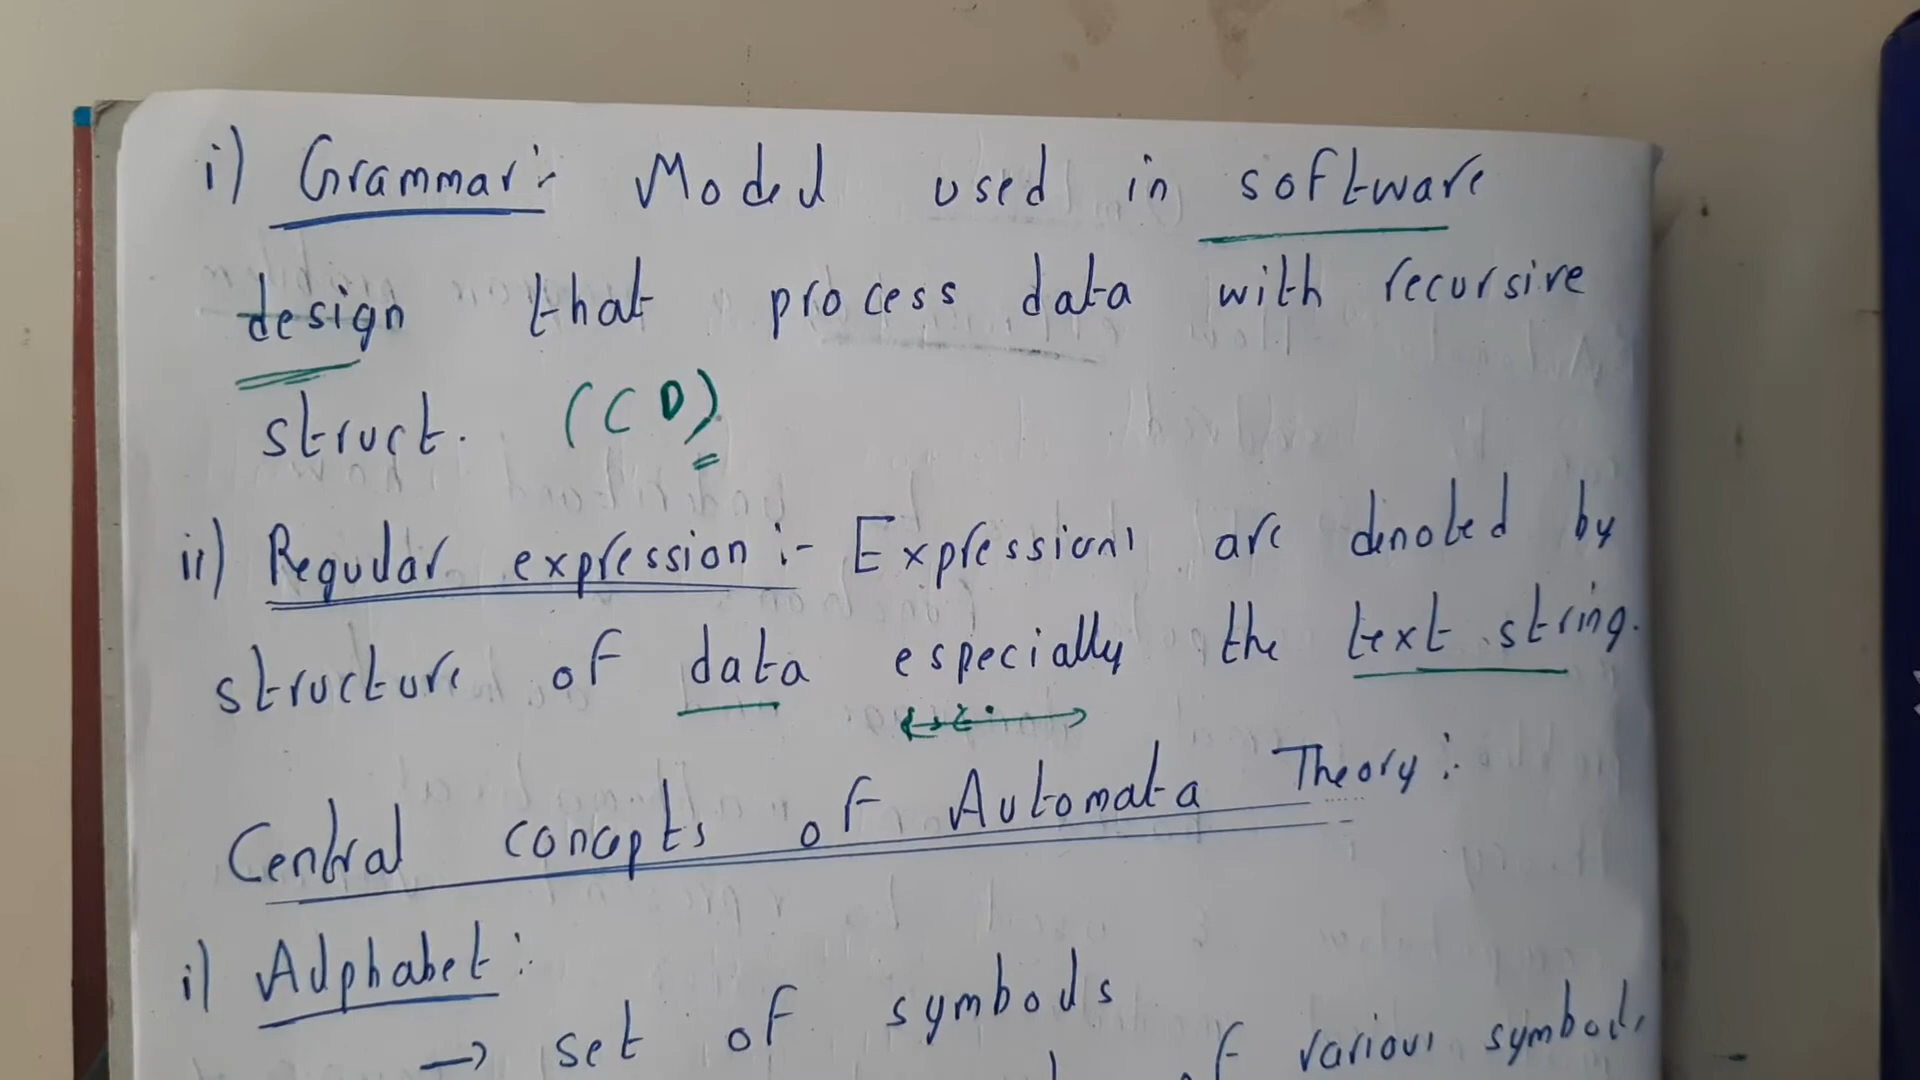 i) Grammar:- Model used in software
design that process data with recursive
struct. (CD)
ii) Regular expression :- Expressions are denoted by
structure of data especially the text string.
Central concepts of Automata Theory :-
i) Alphabet :
→ set of symbols
of various symbols